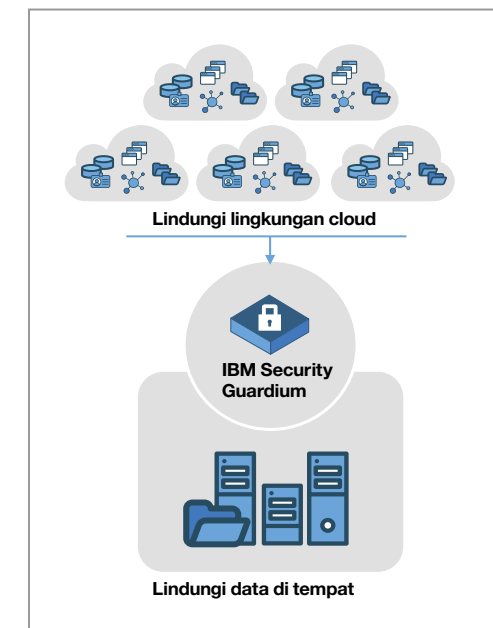 Lindungi lingkungan cloud
IBM Security
Guardium
Lindungi data di tempat